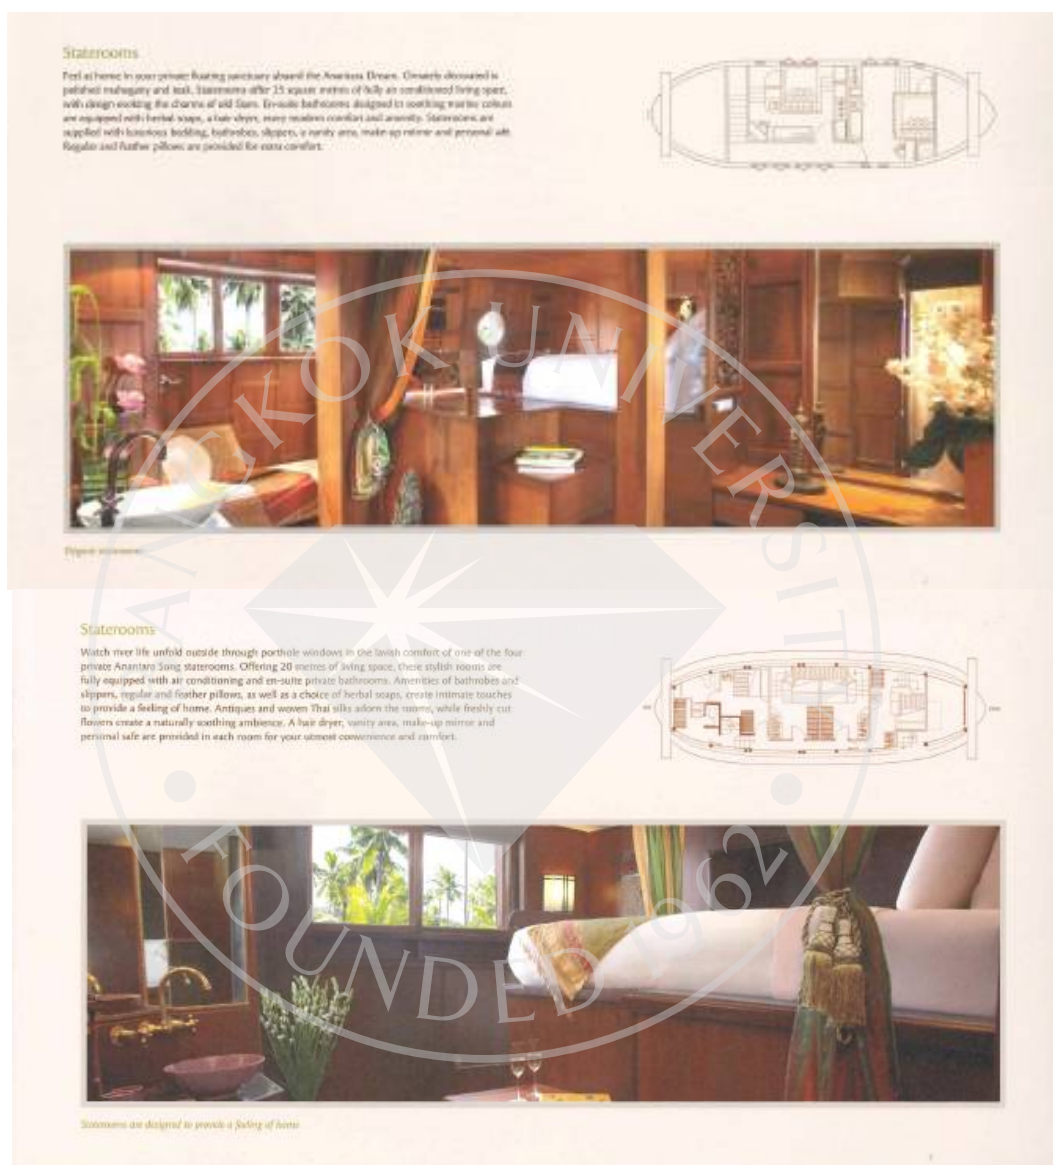 Staterooms
Feel at home in your private floating sanctuary aboard the Anantara Dream. Ornately decorated in
polished mahogany and teak, Staterooms offer 25 square metres of fully air conditioned living space,
with design evoking the charms of old Siam. En-suite bathrooms designed in soothing marine colours
are equipped with herbal soaps, a hair dryer, every modern comfort and amenity. Staterooms are
supplied with luxurious bedding, bathrobes, slippers, a vanity area, make-up mirror and personal safe.
Regular and feather pillows are provided for extra comfort.
BANGKOK UNIVERSITY
Staterooms
Watch river life unfold outside through porthole windows in the lavish comfort of one of the four
private Anantara Song staterooms. Offering 20 metres of living space, these stylish rooms are
fully equipped with air conditioning and en-suite private bathrooms. Amenities of bathrobes and
slippers, regular and feather pillows, as well as a choice of herbal soaps, create intimate touches
to provide a feeling of home. Antiques and woven Thai silks adorn the rooms, while freshly cut
flowers create a naturally soothing ambience. A hair dryer, vanity area, make-up mirror and
personal safe are provided in each room for your utmost convenience and comfort.
FOUNDED 1962
Staterooms are designed to provide a feeling of home